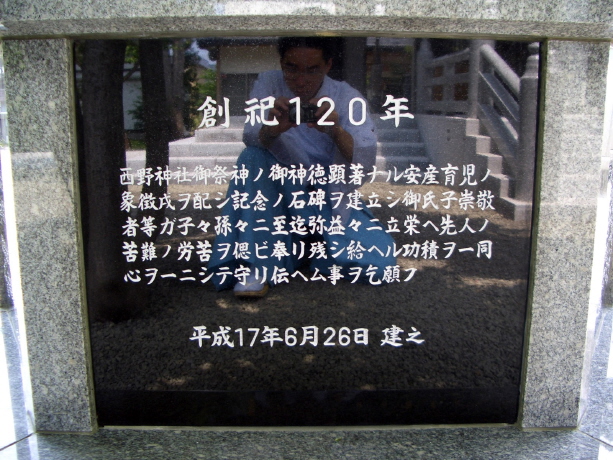 創祀120年
西野神社御祭神ノ御神徳顕著ナル安産育児ノ
象徴戌ヲ配シ記念ノ石碑ヲ建立シ御氏子崇敬
者等ガ子々孫々ニ至迄弥益々ニ立栄ヘ先人ノ
苦難ノ労苦ヲ偲ビ奉リ残シ給ヘル功積ヲ一同
心ヲ一ニシテ守リ伝ヘム事ヲ乞願フ
平成17年6月26日 建之